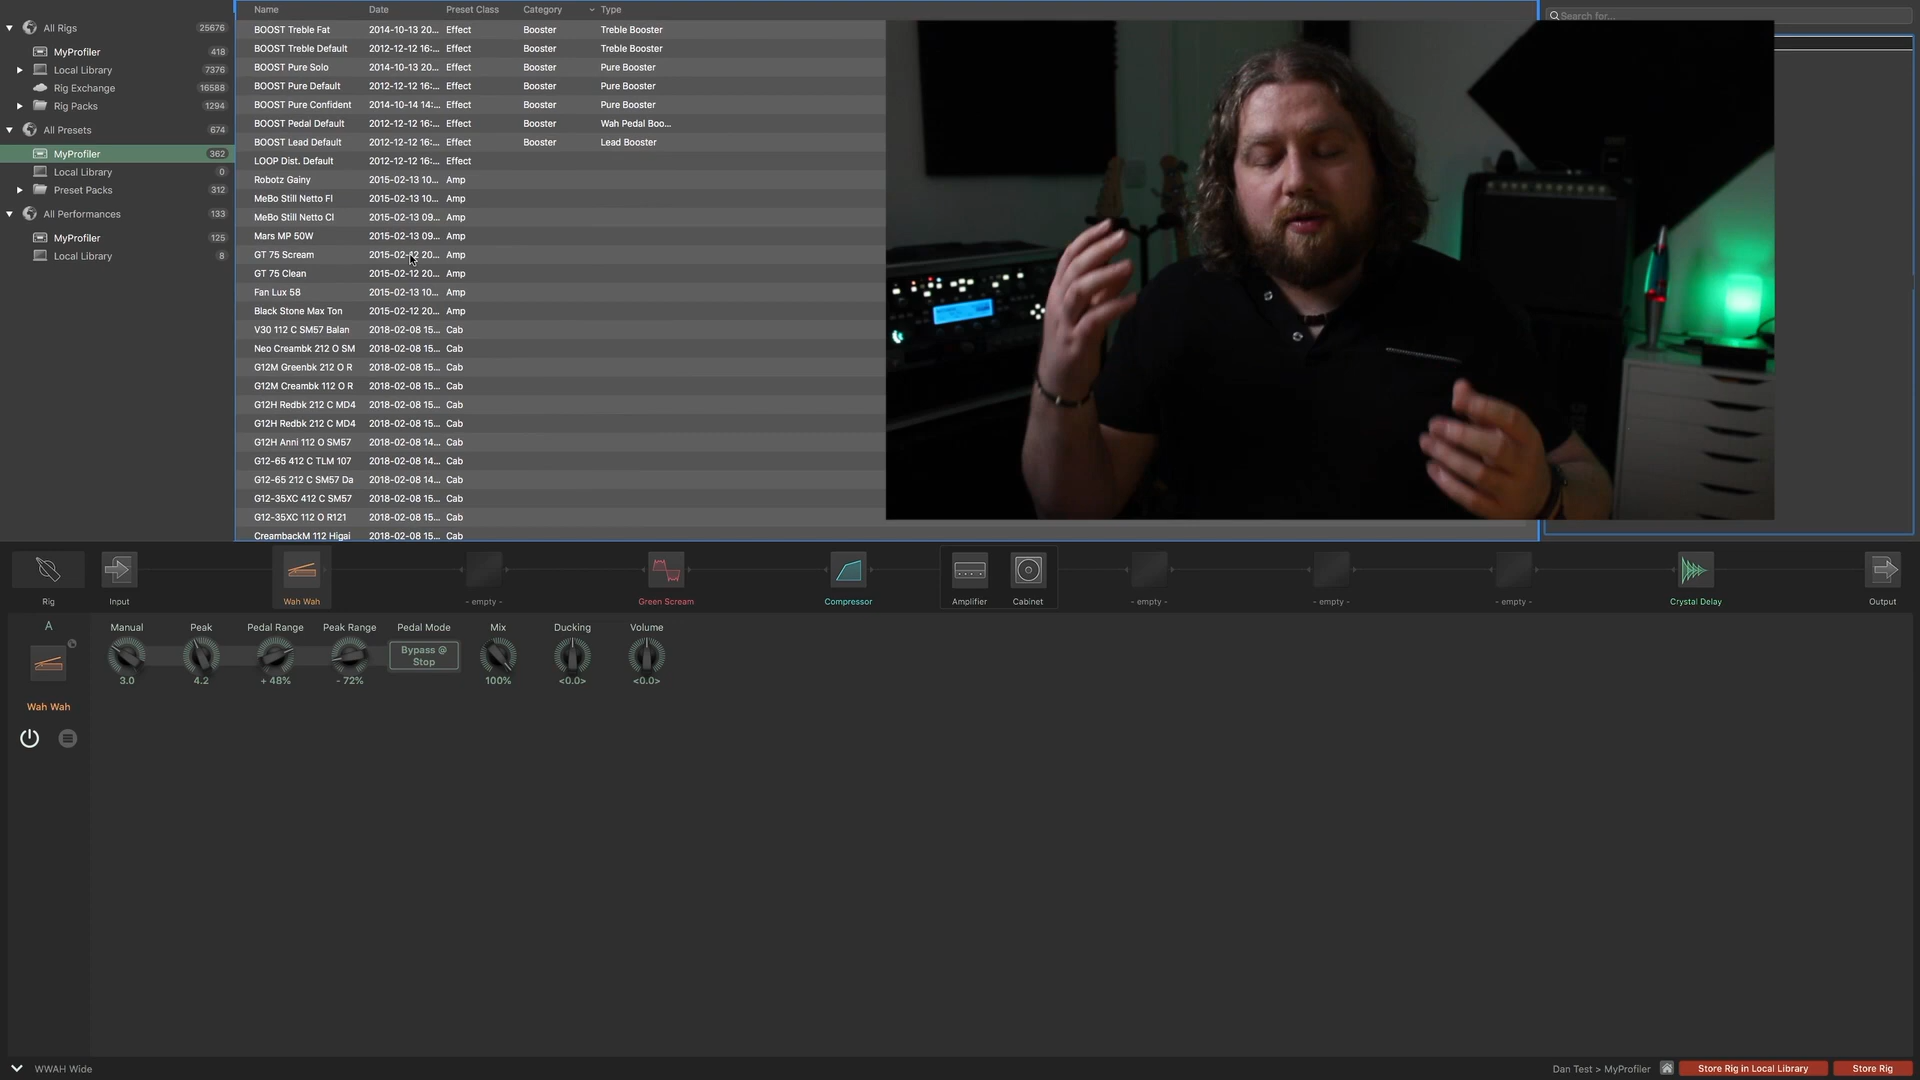 All Rigs 25676
MyProfiler 418
Local Library 7376
Rig Exchange 16588
Rig Packs 1294
All Presets 674
MyProfiler 362
Local Library 0
Preset Packs 312
All Performances 133
MyProfiler 125
Local Library 8
Name Date Preset Class Category Type
BOOST Treble Fat 2014-10-13 20... Effect Booster Treble Booster
BOOST Treble Default 2012-12-12 16:... Effect Booster Treble Booster
BOOST Pure Solo 2014-10-13 20... Effect Booster Pure Booster
BOOST Pure Default 2012-12-12 16:... Effect Booster Pure Booster
BOOST Pure Confident 2014-10-14 14:... Effect Booster Pure Booster
BOOST Pedal Default 2012-12-12 16:... Effect Booster Wah Pedal Boo...
BOOST Lead Default 2012-12-12 16:... Effect Booster Lead Booster
LOOP Dist. Default 2012-12-12 16:... Effect
Robotz Gainy 2015-02-13 10... Amp
MeBo Still Netto Fl 2015-02-13 10... Amp
MeBo Still Netto Cl 2015-02-13 09... Amp
Mars MP 50W 2015-02-13 09... Amp
GT 75 Scream 2015-02-12 20... Amp
GT 75 Clean 2015-02-12 20... Amp
Fan Lux 58 2015-02-13 10... Amp
Black Stone Max Ton 2015-02-12 20... Amp
V30 112 C SM57 Balan 2018-02-08 15... Cab
Neo Creambk 212 O SM 2018-02-08 15... Cab
G12M Greenbk 212 O R 2018-02-08 15... Cab
G12M Creambk 112 O R 2018-02-08 15... Cab
G12H Redbk 212 C MD4 2018-02-08 15... Cab
G12H Redbk 212 C MD4 2018-02-08 15... Cab
G12H Anni 112 O SM57 2018-02-08 14... Cab
G12-65 412 C TLM 107 2018-02-08 14... Cab
G12-65 212 C SM57 Da 2018-02-08 14... Cab
G12-35XC 412 C SM57 2018-02-08 15... Cab
G12-35XC 112 O R121 2018-02-08 15... Cab
CreambackM 112 Higai 2018-02-08 15... Cab
Search for...
Rig Input Wah Wah - empty - Green Scream Compressor Amplifier Cabinet - empty - - empty - - empty - Crystal Delay Output
A
Wah Wah
Manual Peak Pedal Range Peak Range Pedal Mode Mix Ducking Volume
Bypass @
Stop
3.0 4.2 + 48% - 72% 100% <0.0> <0.0>
WWAH Wide
Dan Test > MyProfiler
Store Rig in Local Library
Store Rig